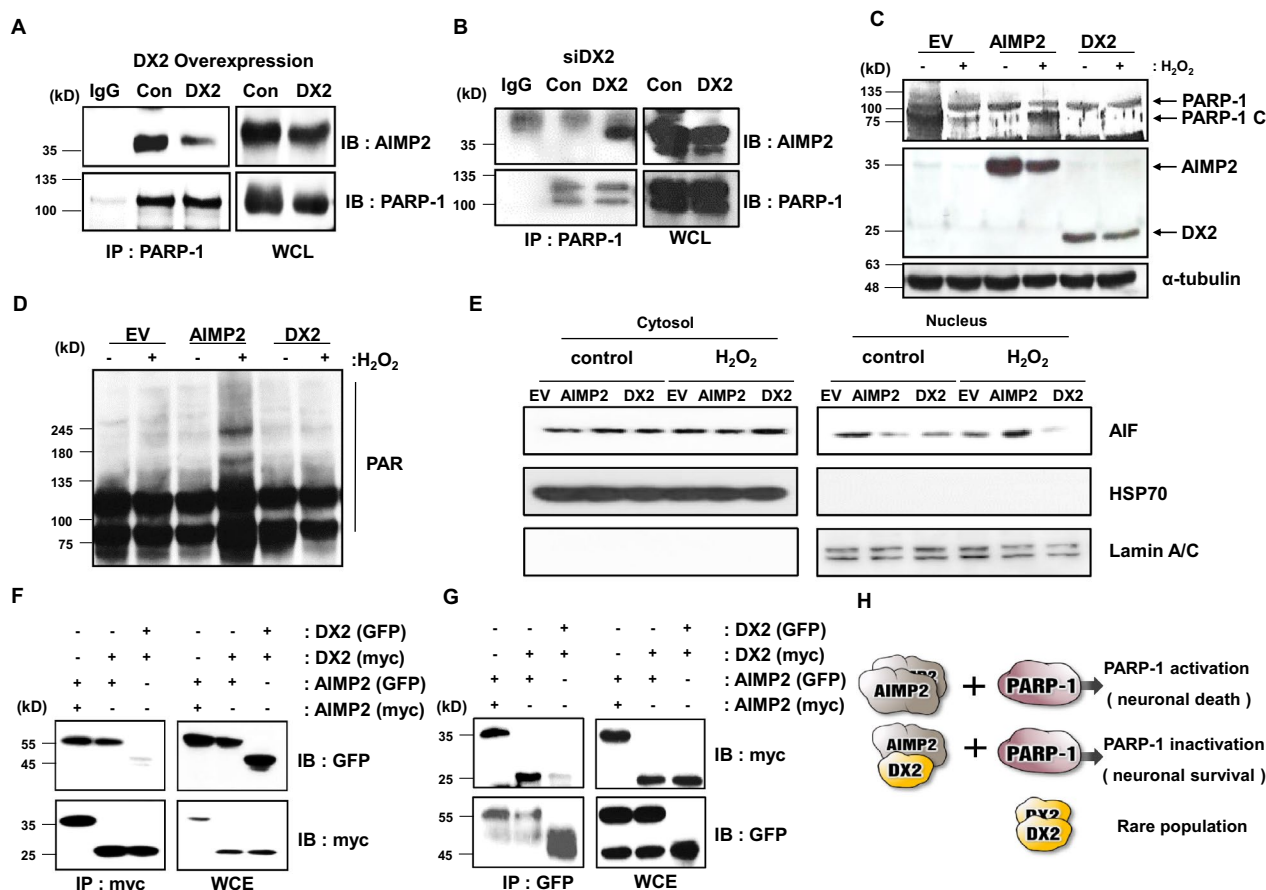 A
DX2 Overexpression
IgG Con DX2 Con DX2
(kD)
35
IB : AIMP2
135
100
IB : PARP-1
IP : PARP-1 WCL
B
siDX2
IgG Con DX2 Con DX2
(kD)
35
IB : AIMP2
135
100
IB : PARP-1
IP : PARP-1 WCL
C
EV AIMP2 DX2
(kD) - + - + - + : H₂O₂
135
100
75
PARP-1
PARP-1 C
35
AIMP2
25
DX2
63
48
α-tubulin
D
EV AIMP2 DX2
(kD) - + - + - + :H₂O₂
245
180
135
100
75
PAR
E
Cytosol Nucleus
control H₂O₂ control H₂O₂
EV AIMP2 DX2 EV AIMP2 DX2 EV AIMP2 DX2 EV AIMP2 DX2
AIF
HSP70
Lamin A/C
F
- - + - - + : DX2 (GFP)
- + + - + + : DX2 (myc)
+ + - + + - : AIMP2 (GFP)
+ - - + - - : AIMP2 (myc)
(kD)
55
45
IB : GFP
35
25
IB : myc
IP : myc WCE
G
- - + - - + : DX2 (GFP)
- + + - + + : DX2 (myc)
+ + - + + - : AIMP2 (GFP)
+ - - + - - : AIMP2 (myc)
(kD)
35
25
IB : myc
55
45
IB : GFP
IP : GFP WCE
H
AIMP2 + PARP-1 PARP-1 activation
( neuronal death )
AIMP2
DX2
+ PARP-1 PARP-1 inactivation
( neuronal survival )
DX2
DX2
Rare population